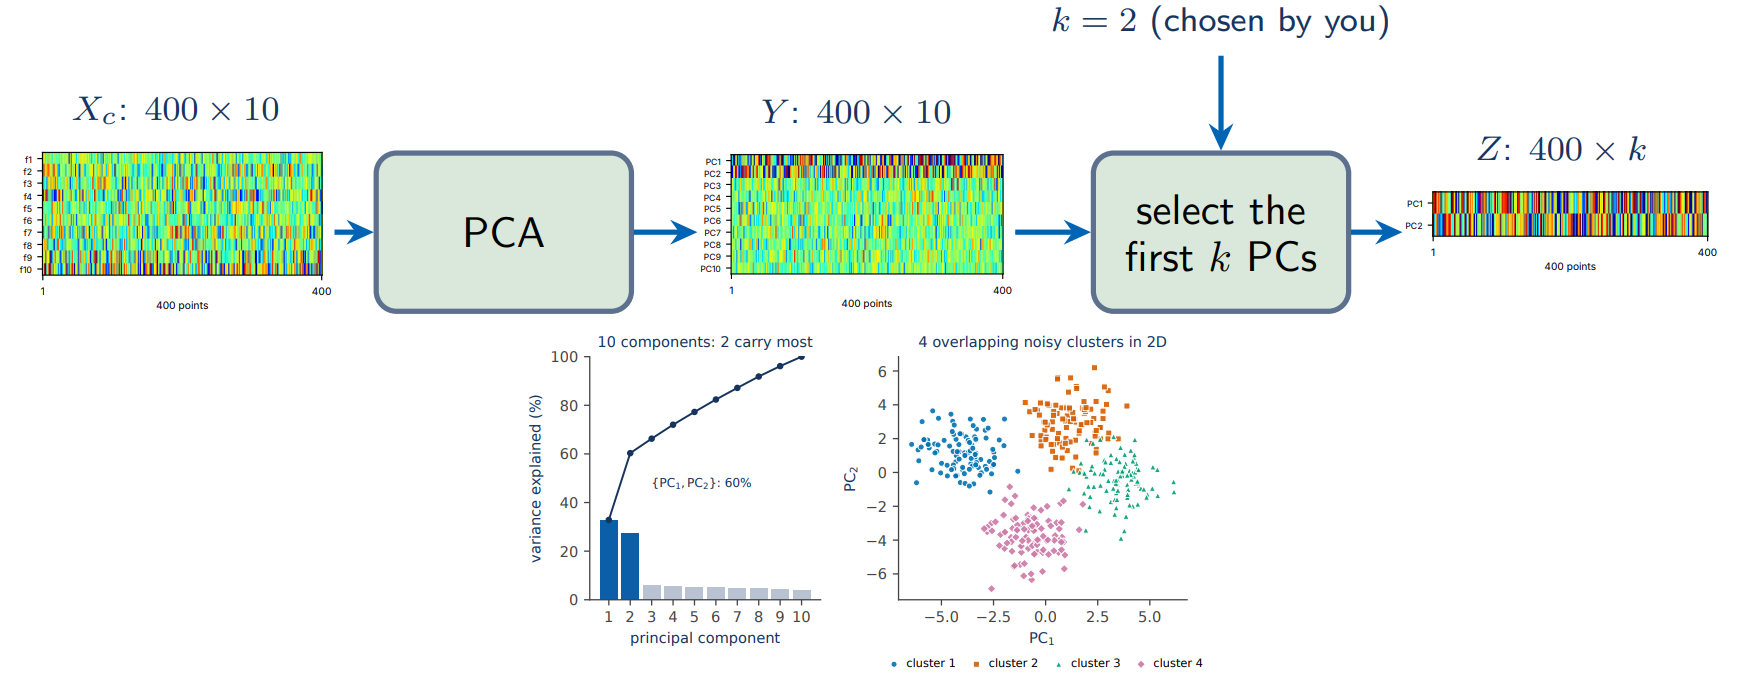 k = 2 (chosen by you)
X_c: 400 × 10
Y: 400 × 10
Z: 400 × k
f1
f2
f3
f4
f5
f6
f7
f8
f9
f10
1
400
400 points
PCA
PC1
PC2
PC3
PC4
PC5
PC6
PC7
PC8
PC9
PC10
1
400
400 points
select the
first k PCs
PC1
PC2
1
400
400 points
10 components: 2 carry most
variance explained (%)
100
80
60
40
20
0
{PC₁, PC₂}: 60%
1 2 3 4 5 6 7 8 9 10
principal component
4 overlapping noisy clusters in 2D
PC₂
6
4
2
0
−2
−4
−6
−5.0 −2.5 0.0 2.5 5.0
PC₁
cluster 1 cluster 2 cluster 3 cluster 4